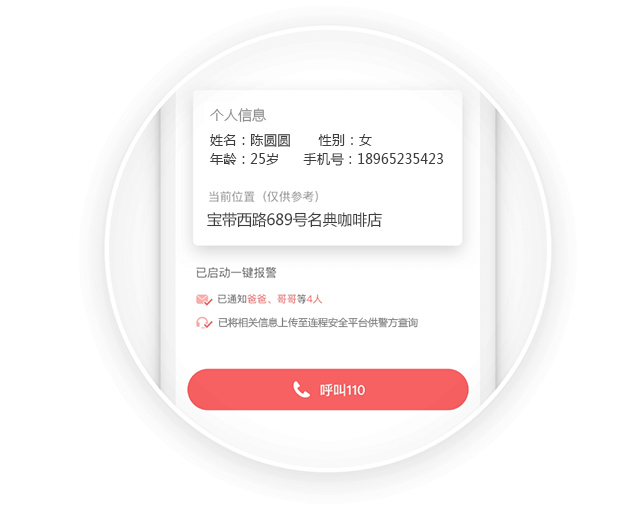 个人信息
姓名：陈圆圆 性别：女
年龄：25岁 手机号：18965235423
当前位置（仅供参考）
宝带西路689号名典咖啡店
已启动一键报警
已通知爸爸、哥哥等4人
已将相关信息上传至连程安全平台供警方查询
呼叫110